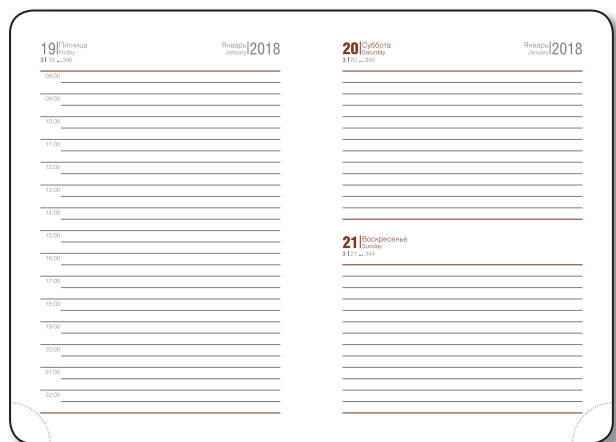 19 Пятница Январь 2018
Friday January
3 | 19 ... 346
08:00
09:00
10:00
11:00
12:00
13:00
14:00
15:00
16:00
17:00
18:00
19:00
20:00
21:00
22:00
20 Суббота Январь 2018
Saturday January
3 | 20 ... 345
21 Воскресенье
Sunday
3 | 21 ... 344